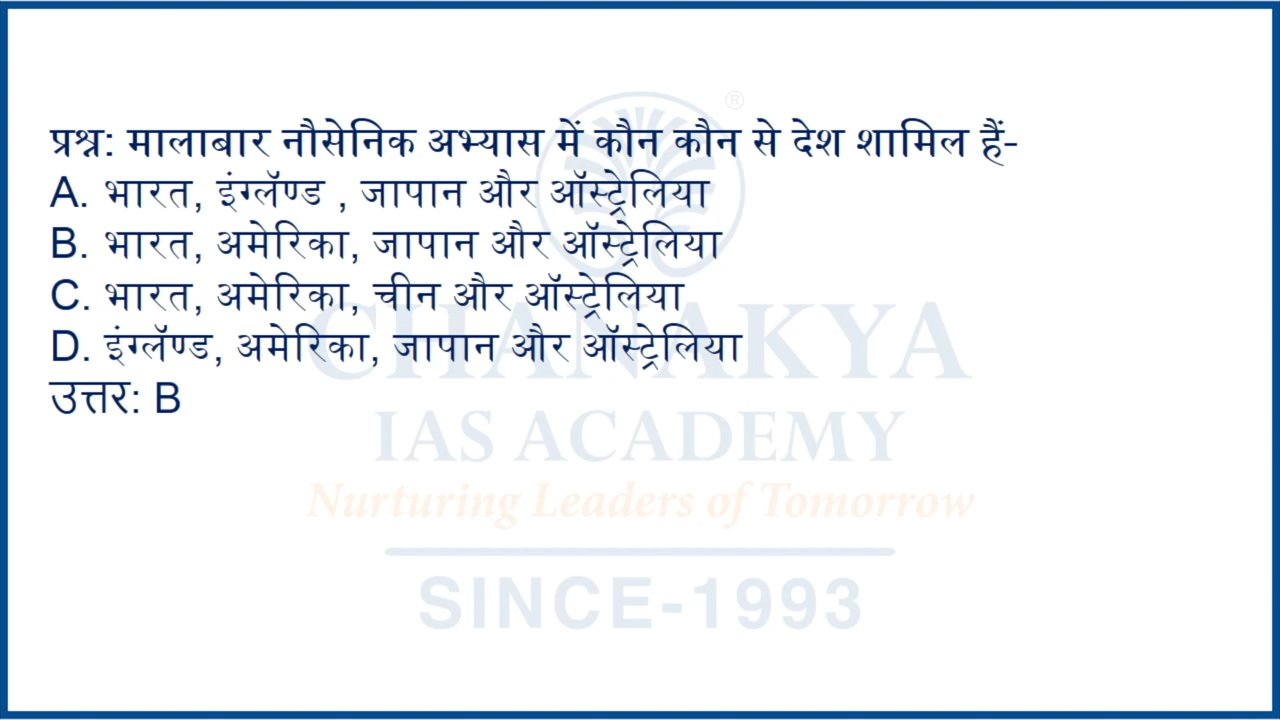 प्रश्न: मालाबार नौसेनिक अभ्यास में कौन कौन से देश शामिल हैं-
A. भारत, इंग्लॅण्ड , जापान और ऑस्ट्रेलिया
B. भारत, अमेरिका, जापान और ऑस्ट्रेलिया
C. भारत, अमेरिका, चीन और ऑस्ट्रेलिया
D. इंग्लॅण्ड, अमेरिका, जापान और ऑस्ट्रेलिया
उत्तर: B
®
CHANAKYA
IAS ACADEMY
Nurturing Leaders of Tomorrow
SINCE-1993